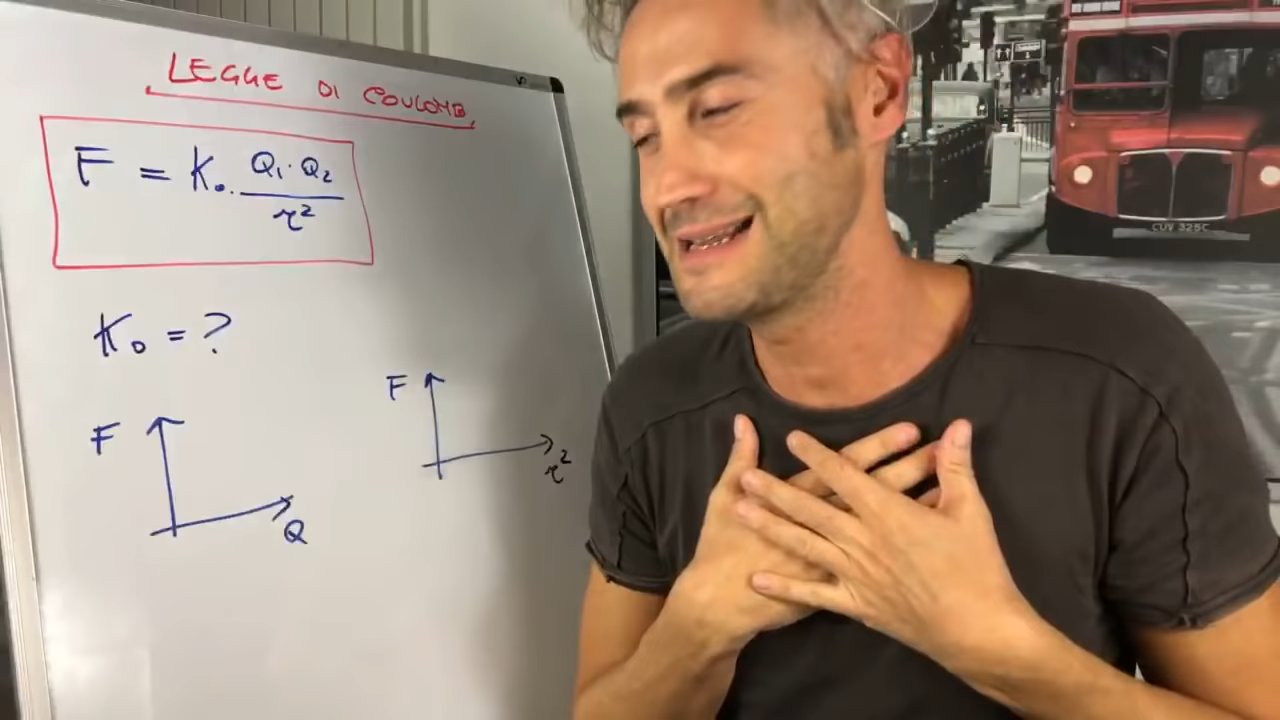 LEGGE DI COULOMB
F = K₀ · Q₁ · Q₂ / r²
K₀ = ?
F
r²
F
Q
CUV 325C